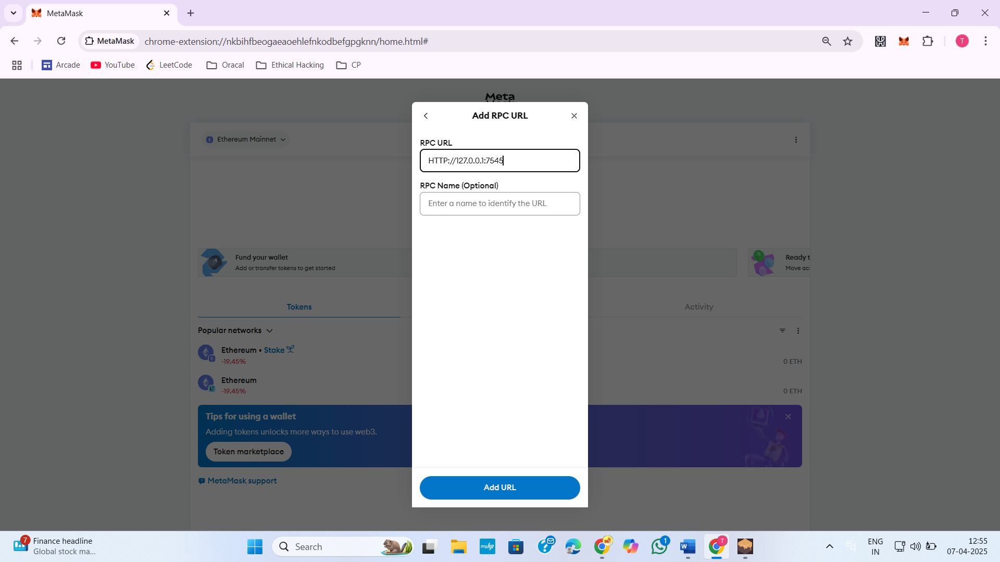 MetaMask
MetaMask
chrome-extension://nkbihfbeogaeaoehlefnkodbefgpgknn/home.html#
T
Arcade
YouTube
LeetCode
Oracal
Ethical Hacking
CP
Meta
Add RPC URL
Ethereum Mainnet
RPC URL
HTTP://127.0.0.1:7545
RPC Name (Optional)
Enter a name to identify the URL
Fund your wallet
Add or transfer tokens to get started
Ready t
Move ac
Tokens
Activity
Popular networks
Ethereum • Stake
-19.45%
0 ETH
Ethereum
-19.45%
0 ETH
Tips for using a wallet
Adding tokens unlocks more ways to use web3.
Token marketplace
MetaMask support
Add URL
7
Finance headline
Global stock ma...
Search
myhp
1
W
T
ENG
IN
12:55
07-04-2025